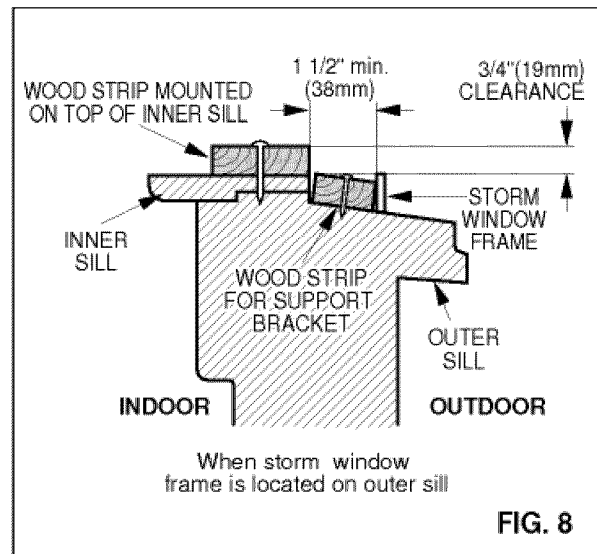 1 1/2" min.
(38mm)
3/4"(19mm)
CLEARANCE
WOOD STRIP MOUNTED
ON TOP OF INNER SILL
INNER
SILL
STORM
WINDOW
FRAME
WOOD STRIP
FOR SUPPORT
BRACKET
OUTER
SILL
INDOOR
OUTDOOR
When storm window
frame is located on outer sill
FIG. 8